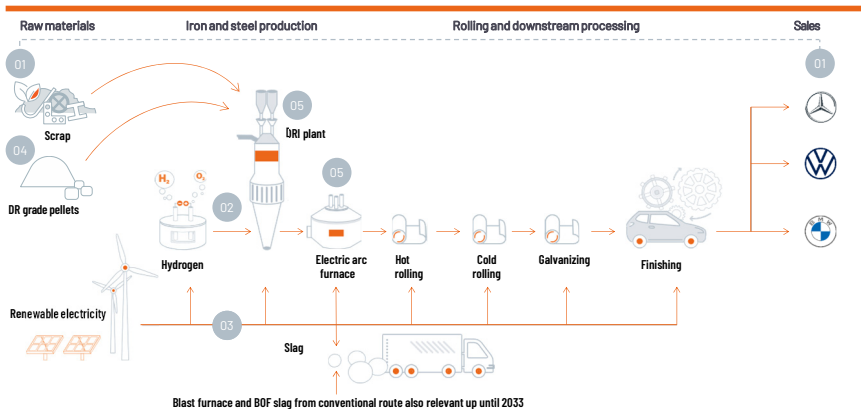 Raw materials
Iron and steel production
Rolling and downstream processing
Sales
01
01
Scrap
05
DRI plant
04
DR grade pellets
H₂
O₂
02
05
Hydrogen
Electric arc
furnace
Hot
rolling
Cold
rolling
Galvanizing
Finishing
BMW
Renewable electricity
03
Slag
Blast furnace and BOF slag from conventional route also relevant up until 2033